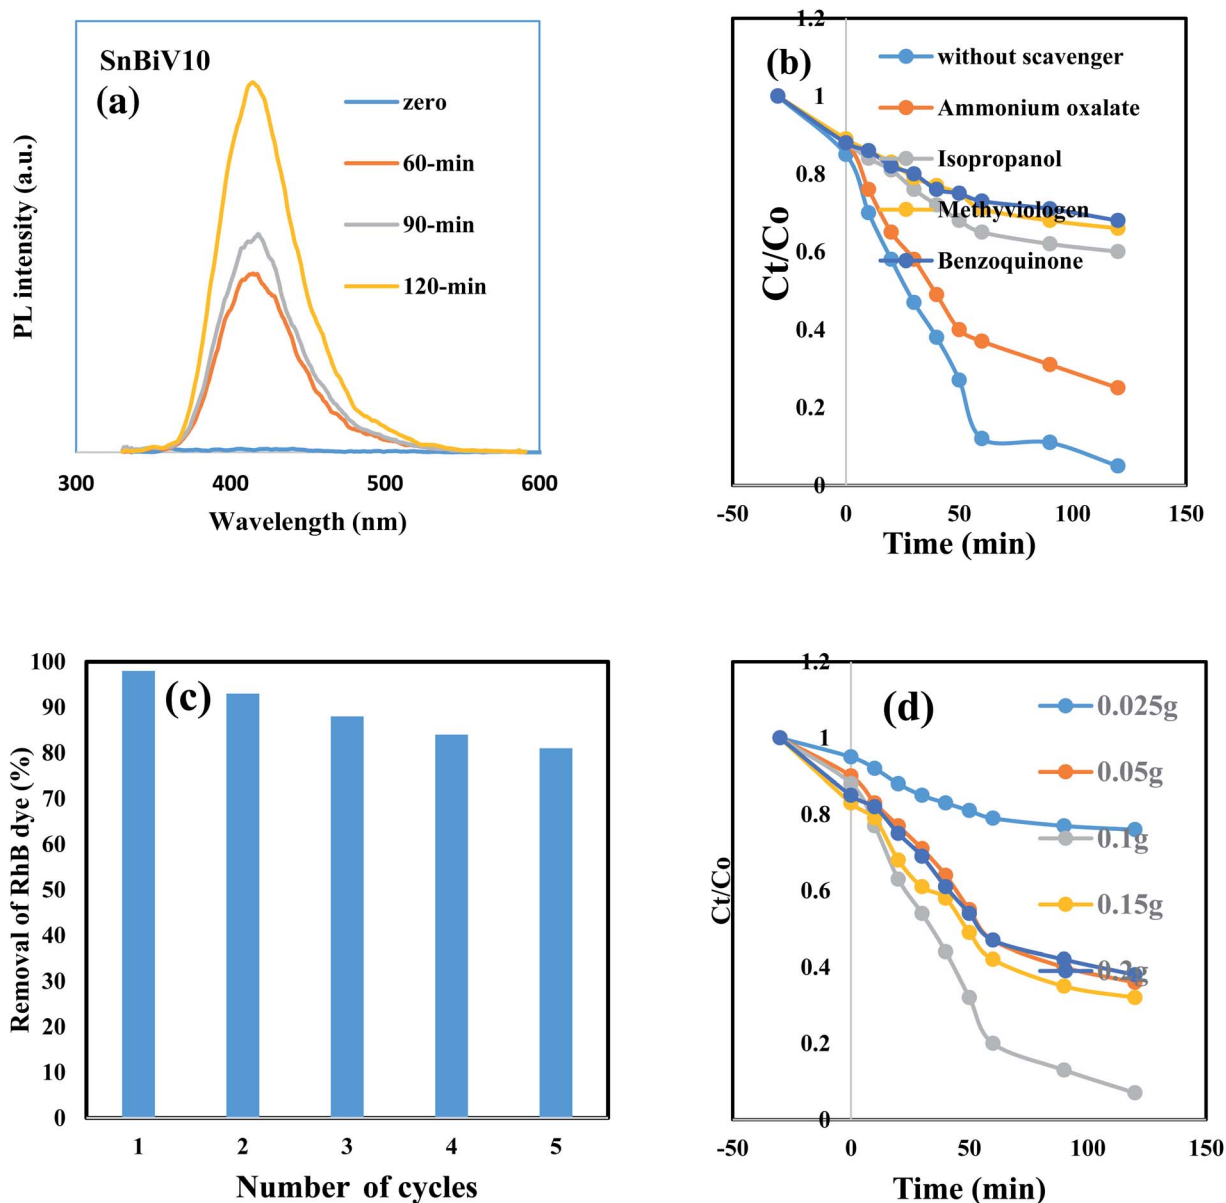 SnBiV10
(a)
zero
60-min
90-min
120-min
PL intensity (a.u.)
300 400 500 600
Wavelength (nm)
(b)
without scavenger
Ammonium oxalate
Isopropanol
Methyviologen
Benzoquinone
Ct/Co
1.2
1
0.8
0.6
0.4
0.2
0
-50 0 50 100 150
Time (min)
(c)
Removal of RhB dye (%)
100
90
80
70
60
50
40
30
20
10
0
1 2 3 4 5
Number of cycles
(d)
0.025g
0.05g
0.1g
0.15g
0.2g
Ct/Co
1.2
1
0.8
0.6
0.4
0.2
0
-50 0 50 100 150
Time (min)